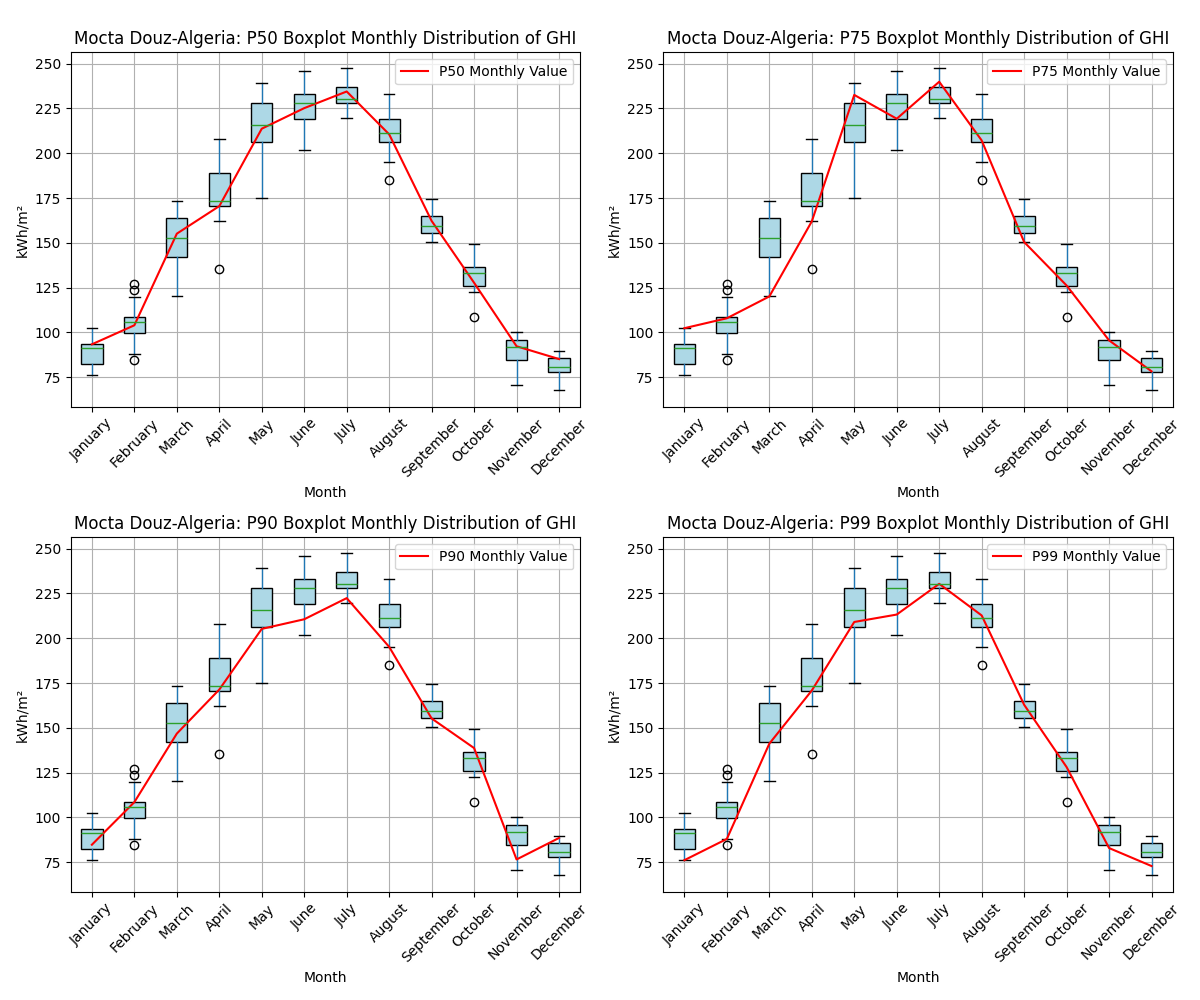 Mocta Douz-Algeria: P50 Boxplot Monthly Distribution of GHI
P50 Monthly Value
250
225
200
175
150
125
100
75
kWh/m²
January
February
March
April
May
June
July
August
September
October
November
December
Month
Mocta Douz-Algeria: P75 Boxplot Monthly Distribution of GHI
P75 Monthly Value
250
225
200
175
150
125
100
75
kWh/m²
January
February
March
April
May
June
July
August
September
October
November
December
Month
Mocta Douz-Algeria: P90 Boxplot Monthly Distribution of GHI
P90 Monthly Value
250
225
200
175
150
125
100
75
kWh/m²
January
February
March
April
May
June
July
August
September
October
November
December
Month
Mocta Douz-Algeria: P99 Boxplot Monthly Distribution of GHI
P99 Monthly Value
250
225
200
175
150
125
100
75
kWh/m²
January
February
March
April
May
June
July
August
September
October
November
December
Month